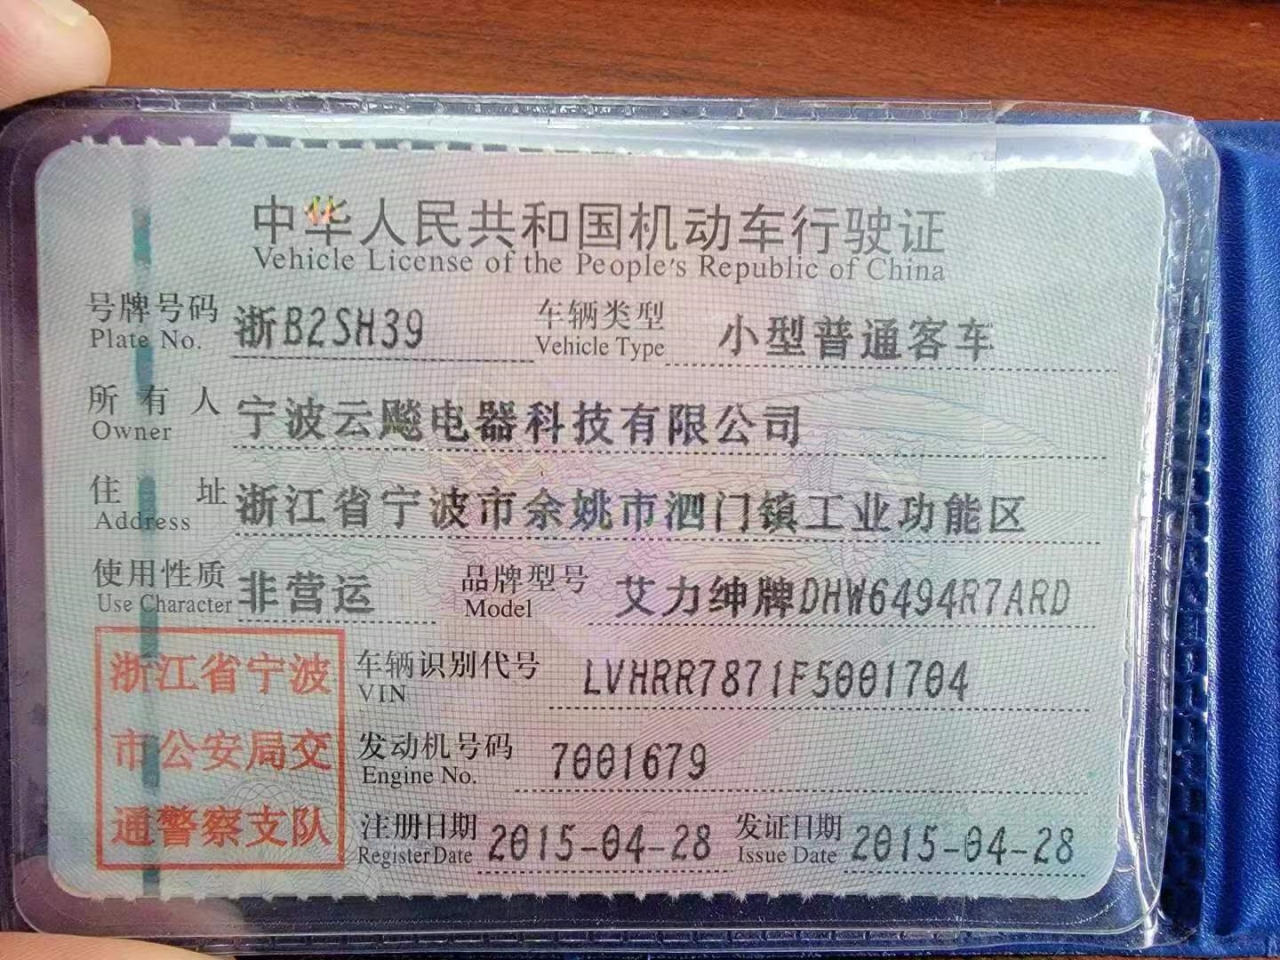 中华人民共和国机动车行驶证
Vehicle License of the People's Republic of China
号牌号码 浙B2SH39 车辆类型 小型普通客车
Plate No. Vehicle Type
所有人 宁波云飚电器科技有限公司
Owner
住址 浙江省宁波市余姚市泗门镇工业功能区
Address
使用性质 非营运 品牌型号 艾力绅牌DHW6494R7ARD
Use Character Model
浙江省宁波
市公安局交
通警察支队
车辆识别代号 LVHRR7871F5001704
VIN
发动机号码 7001679
Engine No.
注册日期 2015-04-28 发证日期 2015-04-28
Register Date Issue Date